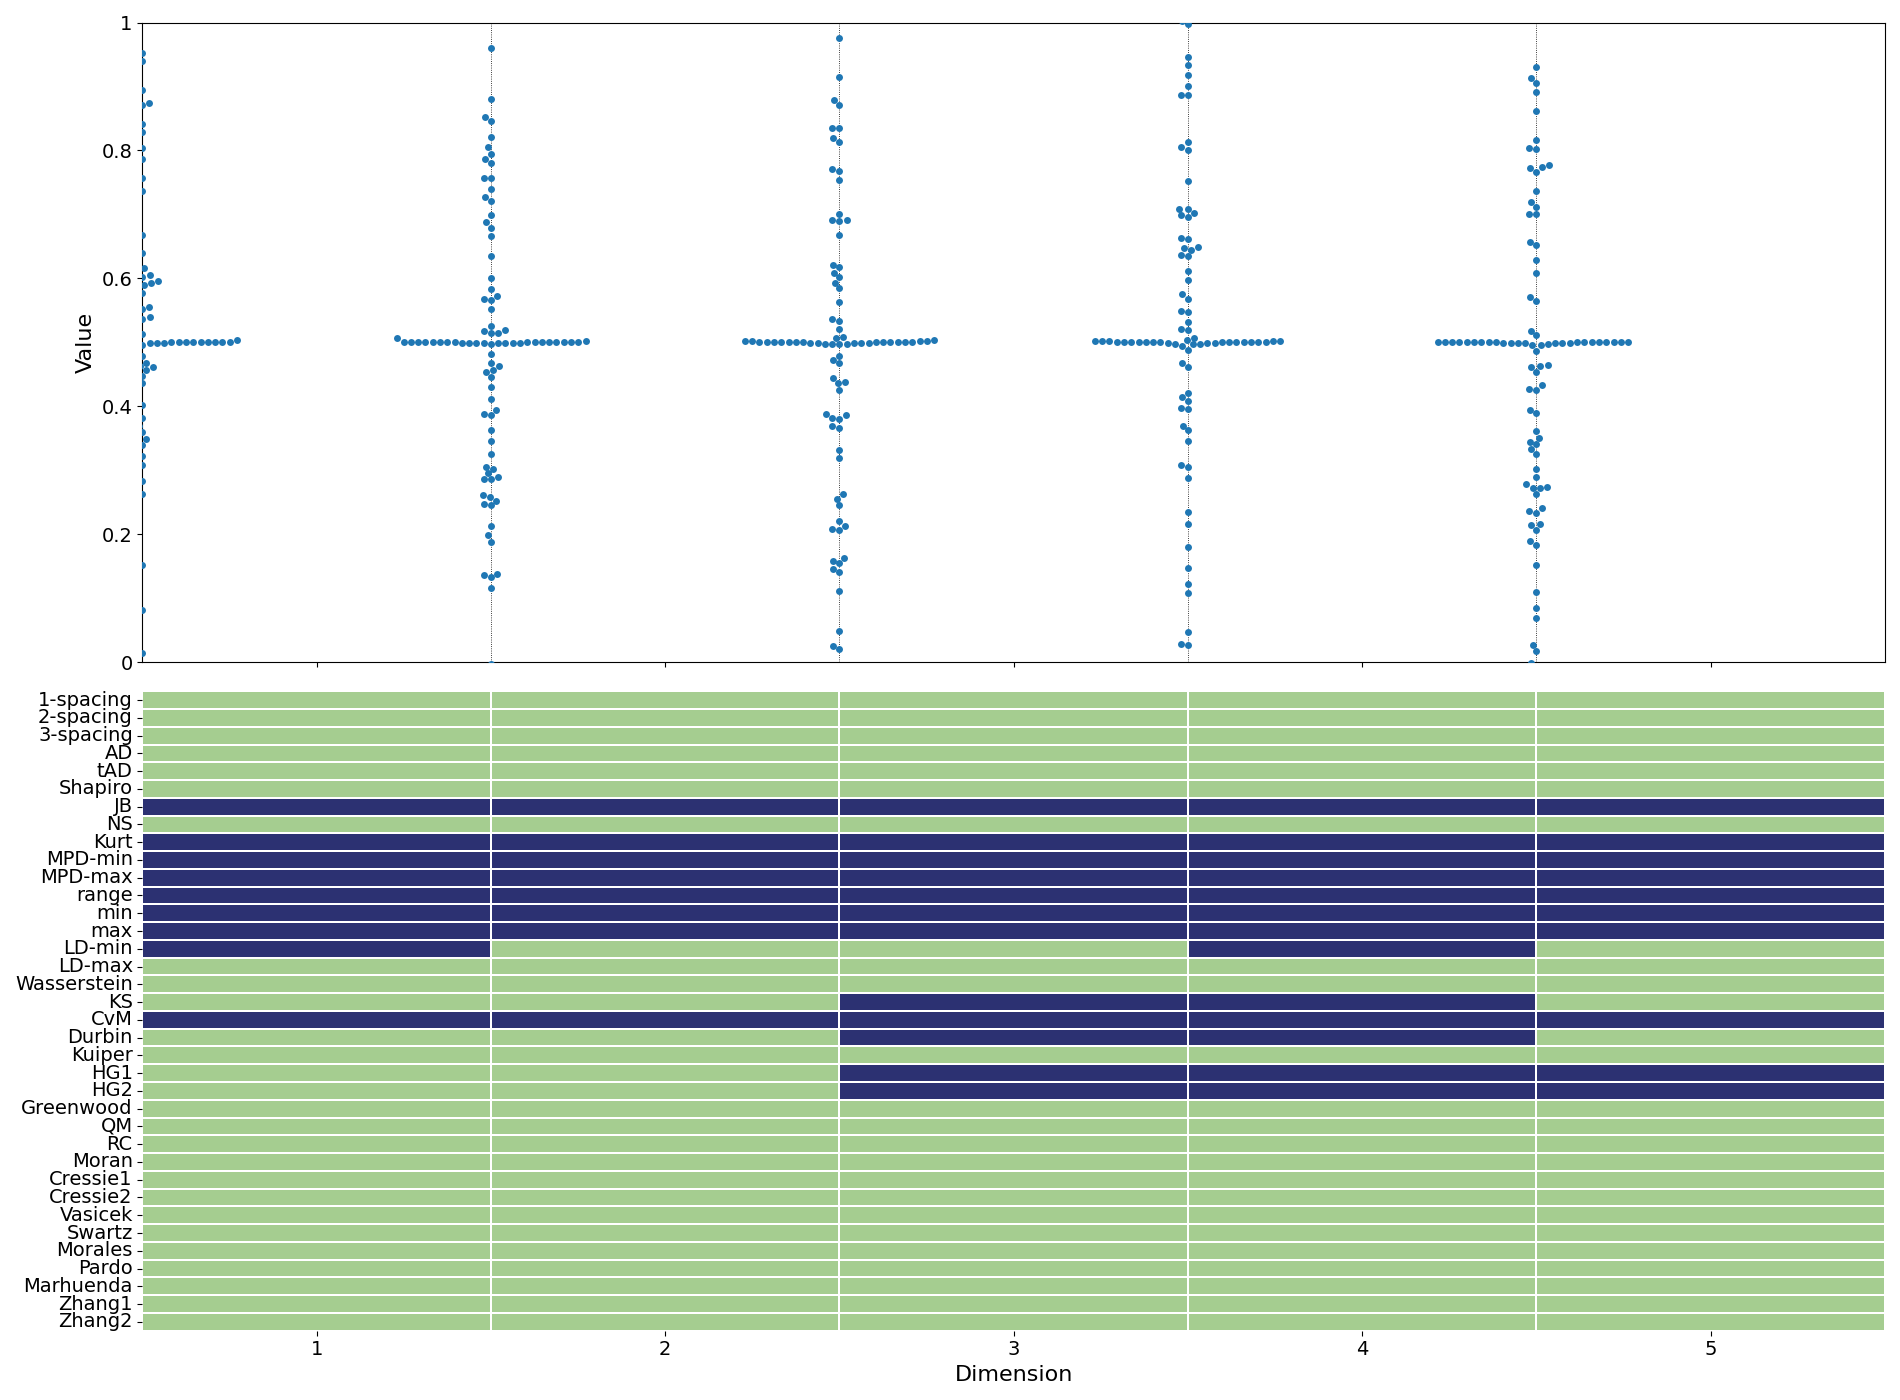 1
0.8
0.6
0.4
0.2
0
Value
1-spacing
2-spacing
3-spacing
AD
tAD
Shapiro
JB
NS
Kurt
MPD-min
MPD-max
range
min
max
LD-min
LD-max
Wasserstein
KS
CvM
Durbin
Kuiper
HG1
HG2
Greenwood
QM
RC
Moran
Cressie1
Cressie2
Vasicek
Swartz
Morales
Pardo
Marhuenda
Zhang1
Zhang2
1 2 3 4 5
Dimension